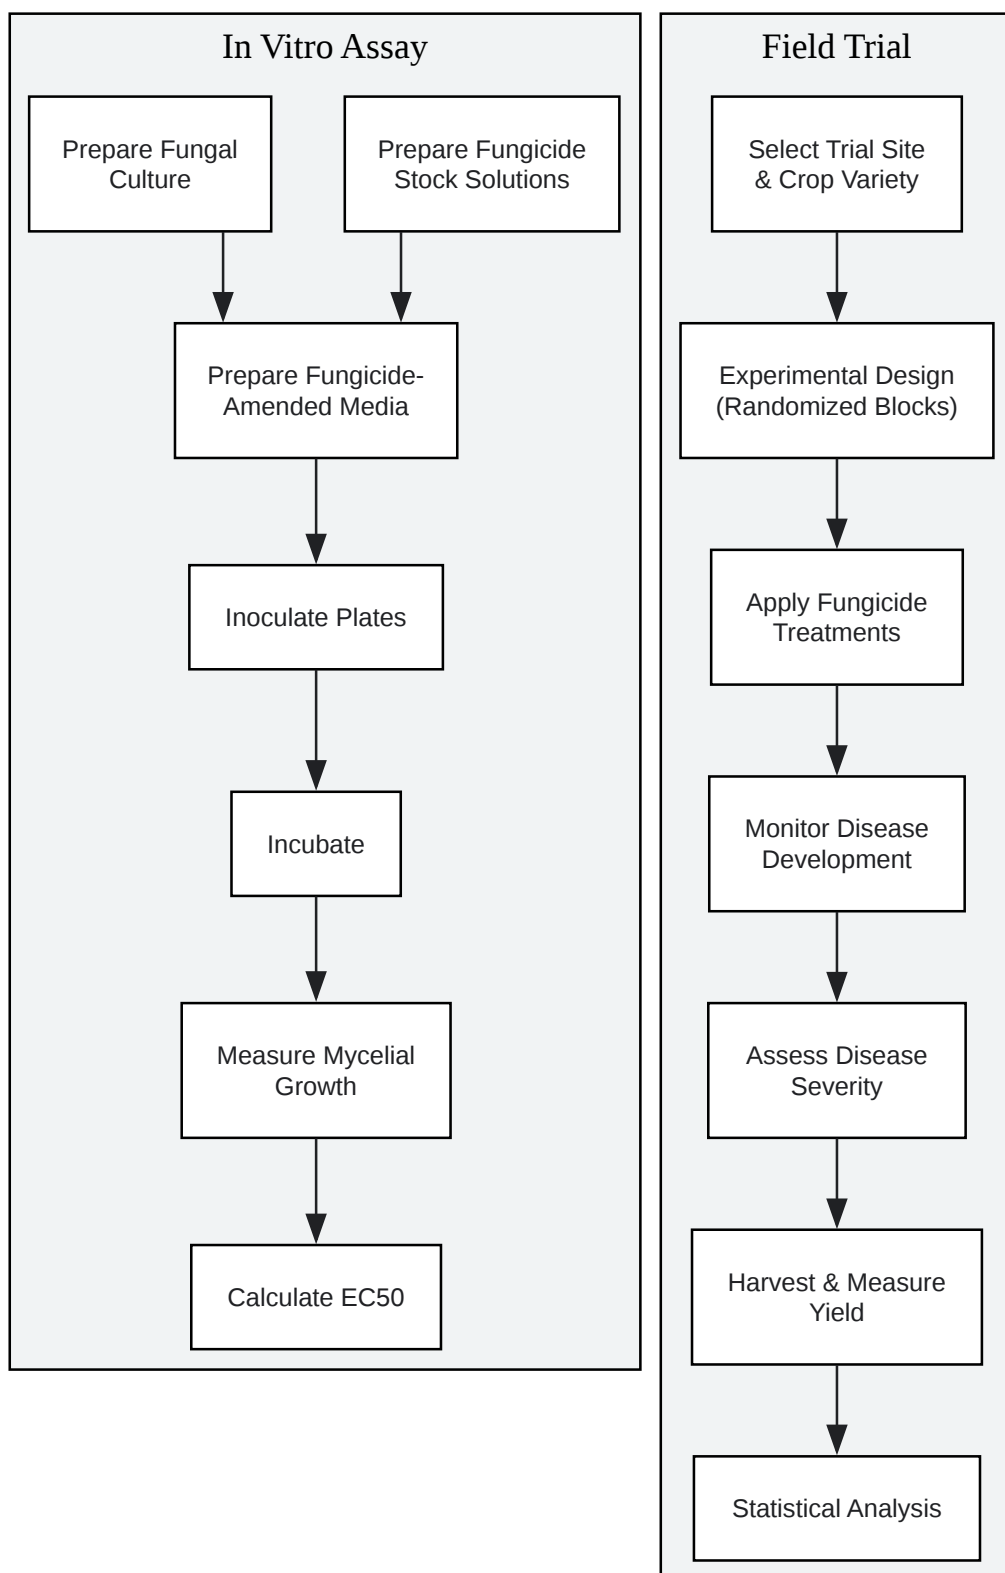 In Vitro Assay
Prepare Fungal
Culture
Prepare Fungicide
Stock Solutions
Prepare Fungicide-
Amended Media
Inoculate Plates
Incubate
Measure Mycelial
Growth
Calculate EC50
Field Trial
Select Trial Site
& Crop Variety
Experimental Design
(Randomized Blocks)
Apply Fungicide
Treatments
Monitor Disease
Development
Assess Disease
Severity
Harvest & Measure
Yield
Statistical Analysis